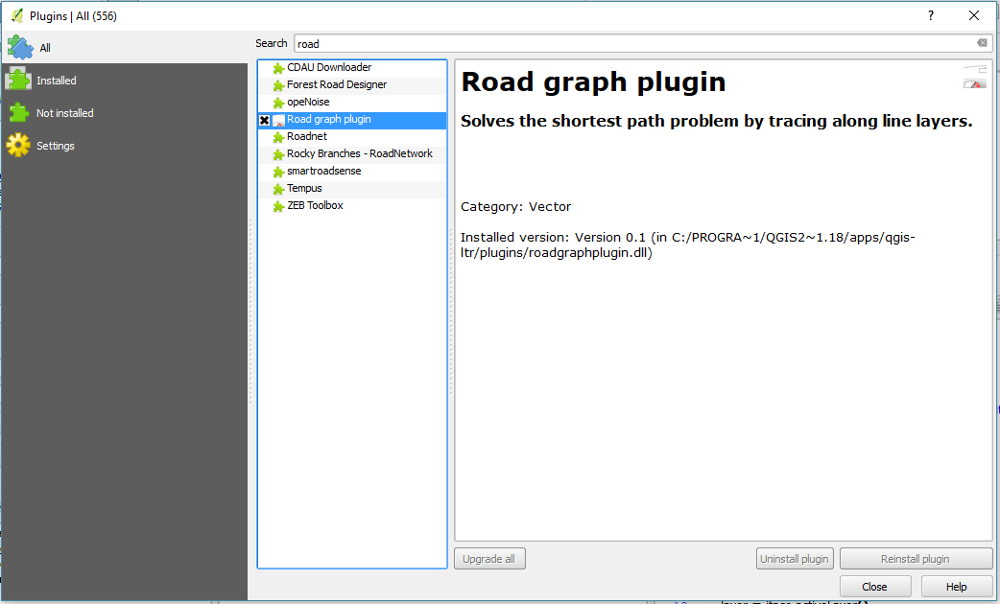 Plugins | All (556)
?
All
Installed
Not installed
Settings
Search
road
CDAU Downloader
Forest Road Designer
opeNoise
Road graph plugin
Roadnet
Rocky Branches - RoadNetwork
smartroadsense
Tempus
ZEB Toolbox
Road graph plugin
Solves the shortest path problem by tracing along line layers.
Category: Vector
Installed version: Version 0.1 (in C:/PROGRA~1/QGIS2~1.18/apps/qgis-
ltr/plugins/roadgraphplugin.dll)
Upgrade all
Uninstall plugin
Reinstall plugin
Close
Help